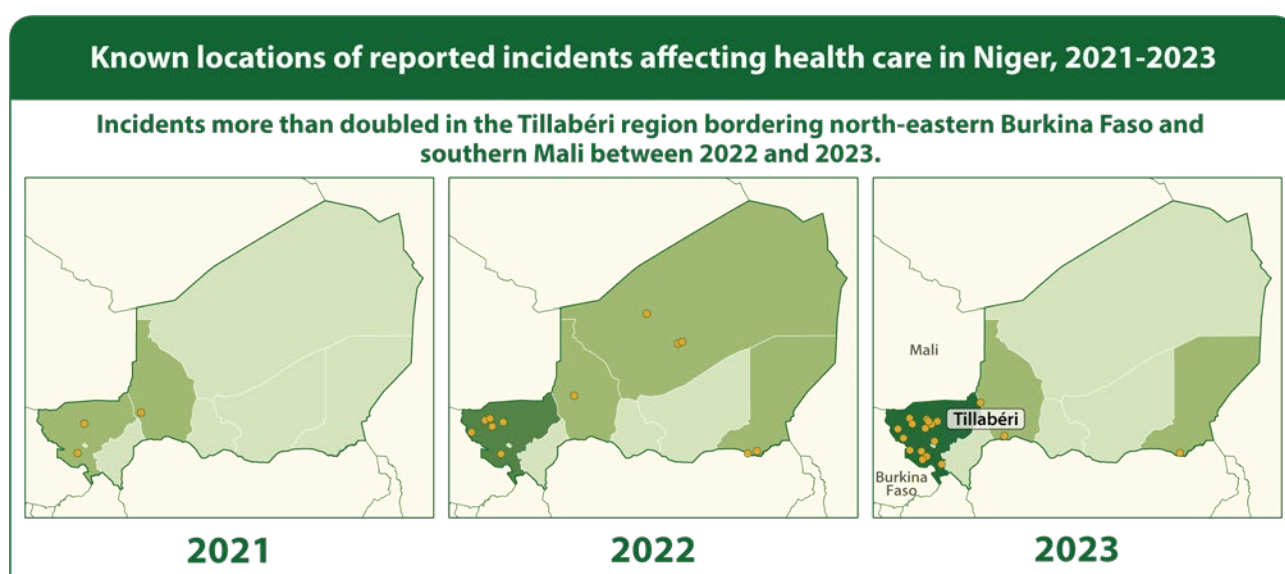 Known locations of reported incidents affecting health care in Niger, 2021-2023
Incidents more than doubled in the Tillabéri region bordering north-eastern Burkina Faso and
southern Mali between 2022 and 2023.
Mali
Tillabéri
Burkina
Faso
2021
2022
2023